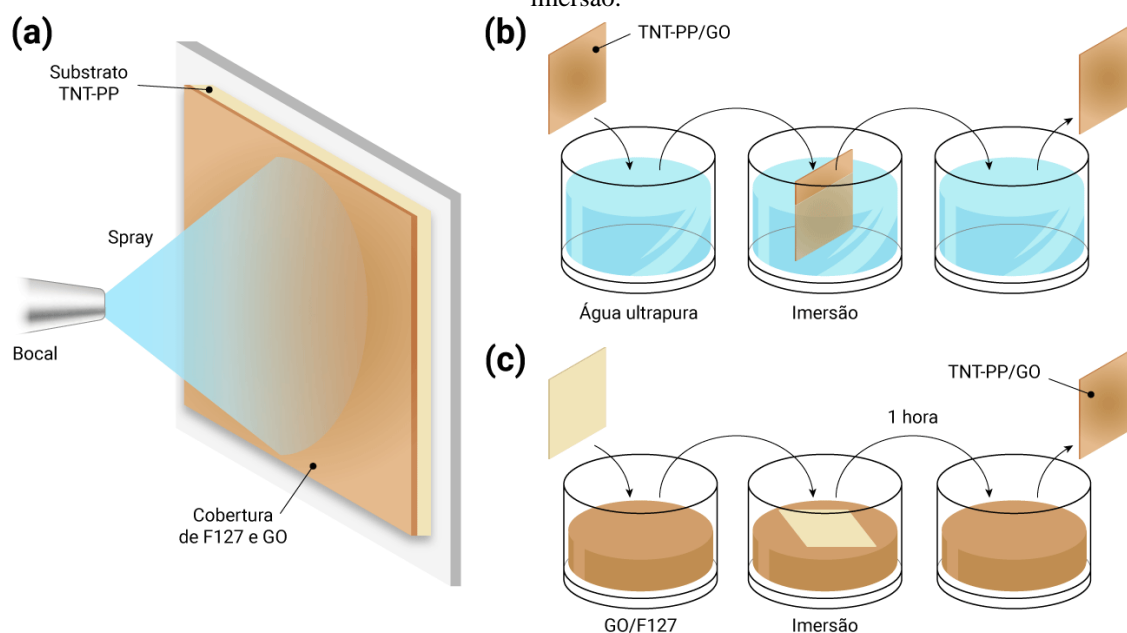 imersão.
(a)
Substrato
TNT-PP
Spray
Bocal
Cobertura
de F127 e GO
(b)
TNT-PP/GO
Água ultrapura
Imersão
(c)
TNT-PP/GO
1 hora
GO/F127
Imersão